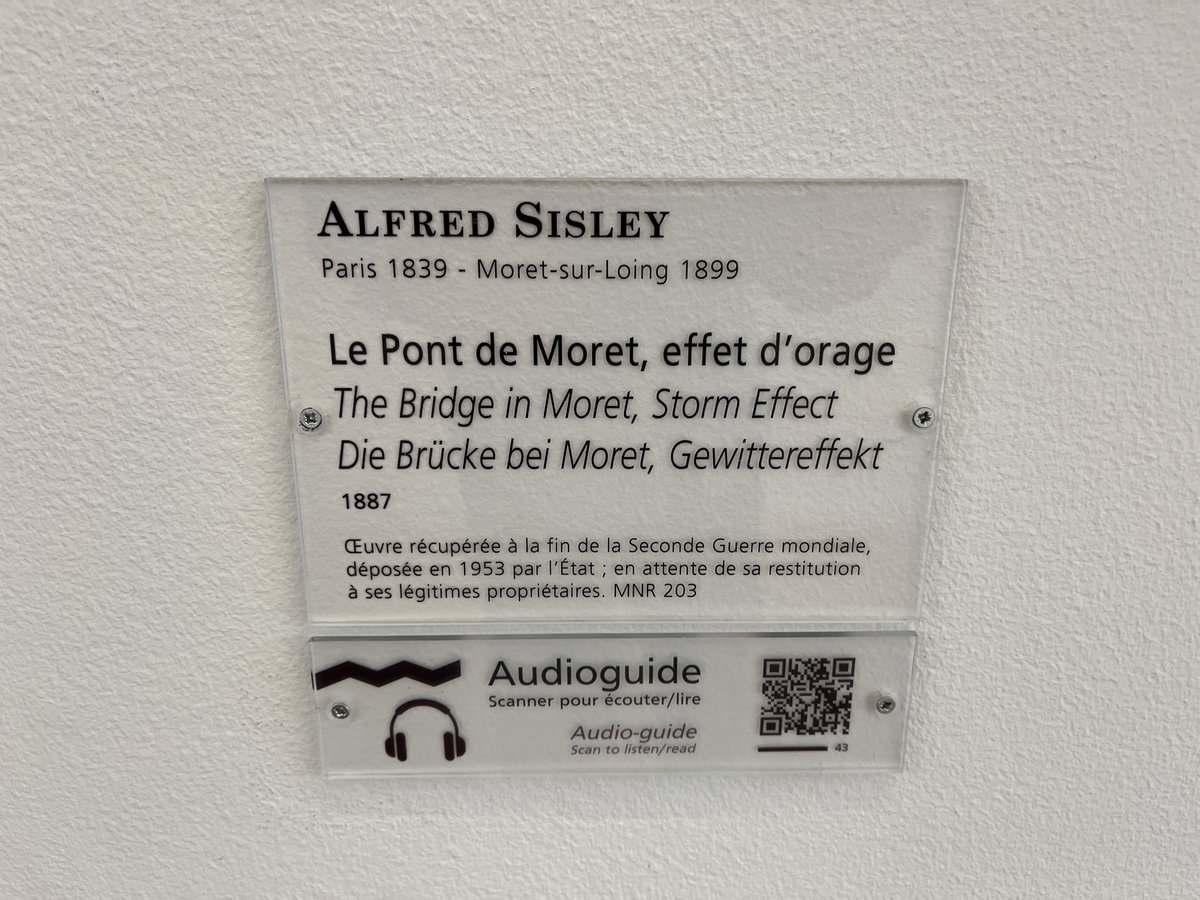 ALFRED SISLEY
Paris 1839 - Moret-sur-Loing 1899
Le Pont de Moret, effet d'orage
The Bridge in Moret, Storm Effect
Die Brücke bei Moret, Gewittereffekt
1887
Œuvre récupérée à la fin de la Seconde Guerre mondiale,
déposée en 1953 par l'État ; en attente de sa restitution
à ses légitimes propriétaires. MNR 203
Audioguide
Scanner pour écouter/lire
Audio-guide
Scan to listen/read
43